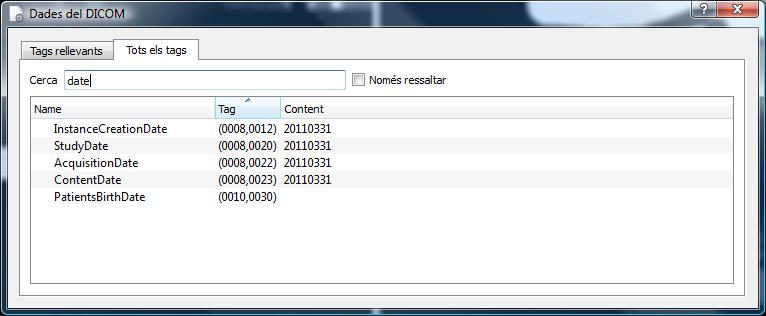 Dades del DICOM
Tags rellevants Tots els tags
Cerca date Només ressaltar
Name Tag Content
InstanceCreationDate (0008,0012) 20110331
StudyDate (0008,0020) 20110331
AcquisitionDate (0008,0022) 20110331
ContentDate (0008,0023) 20110331
PatientsBirthDate (0010,0030)